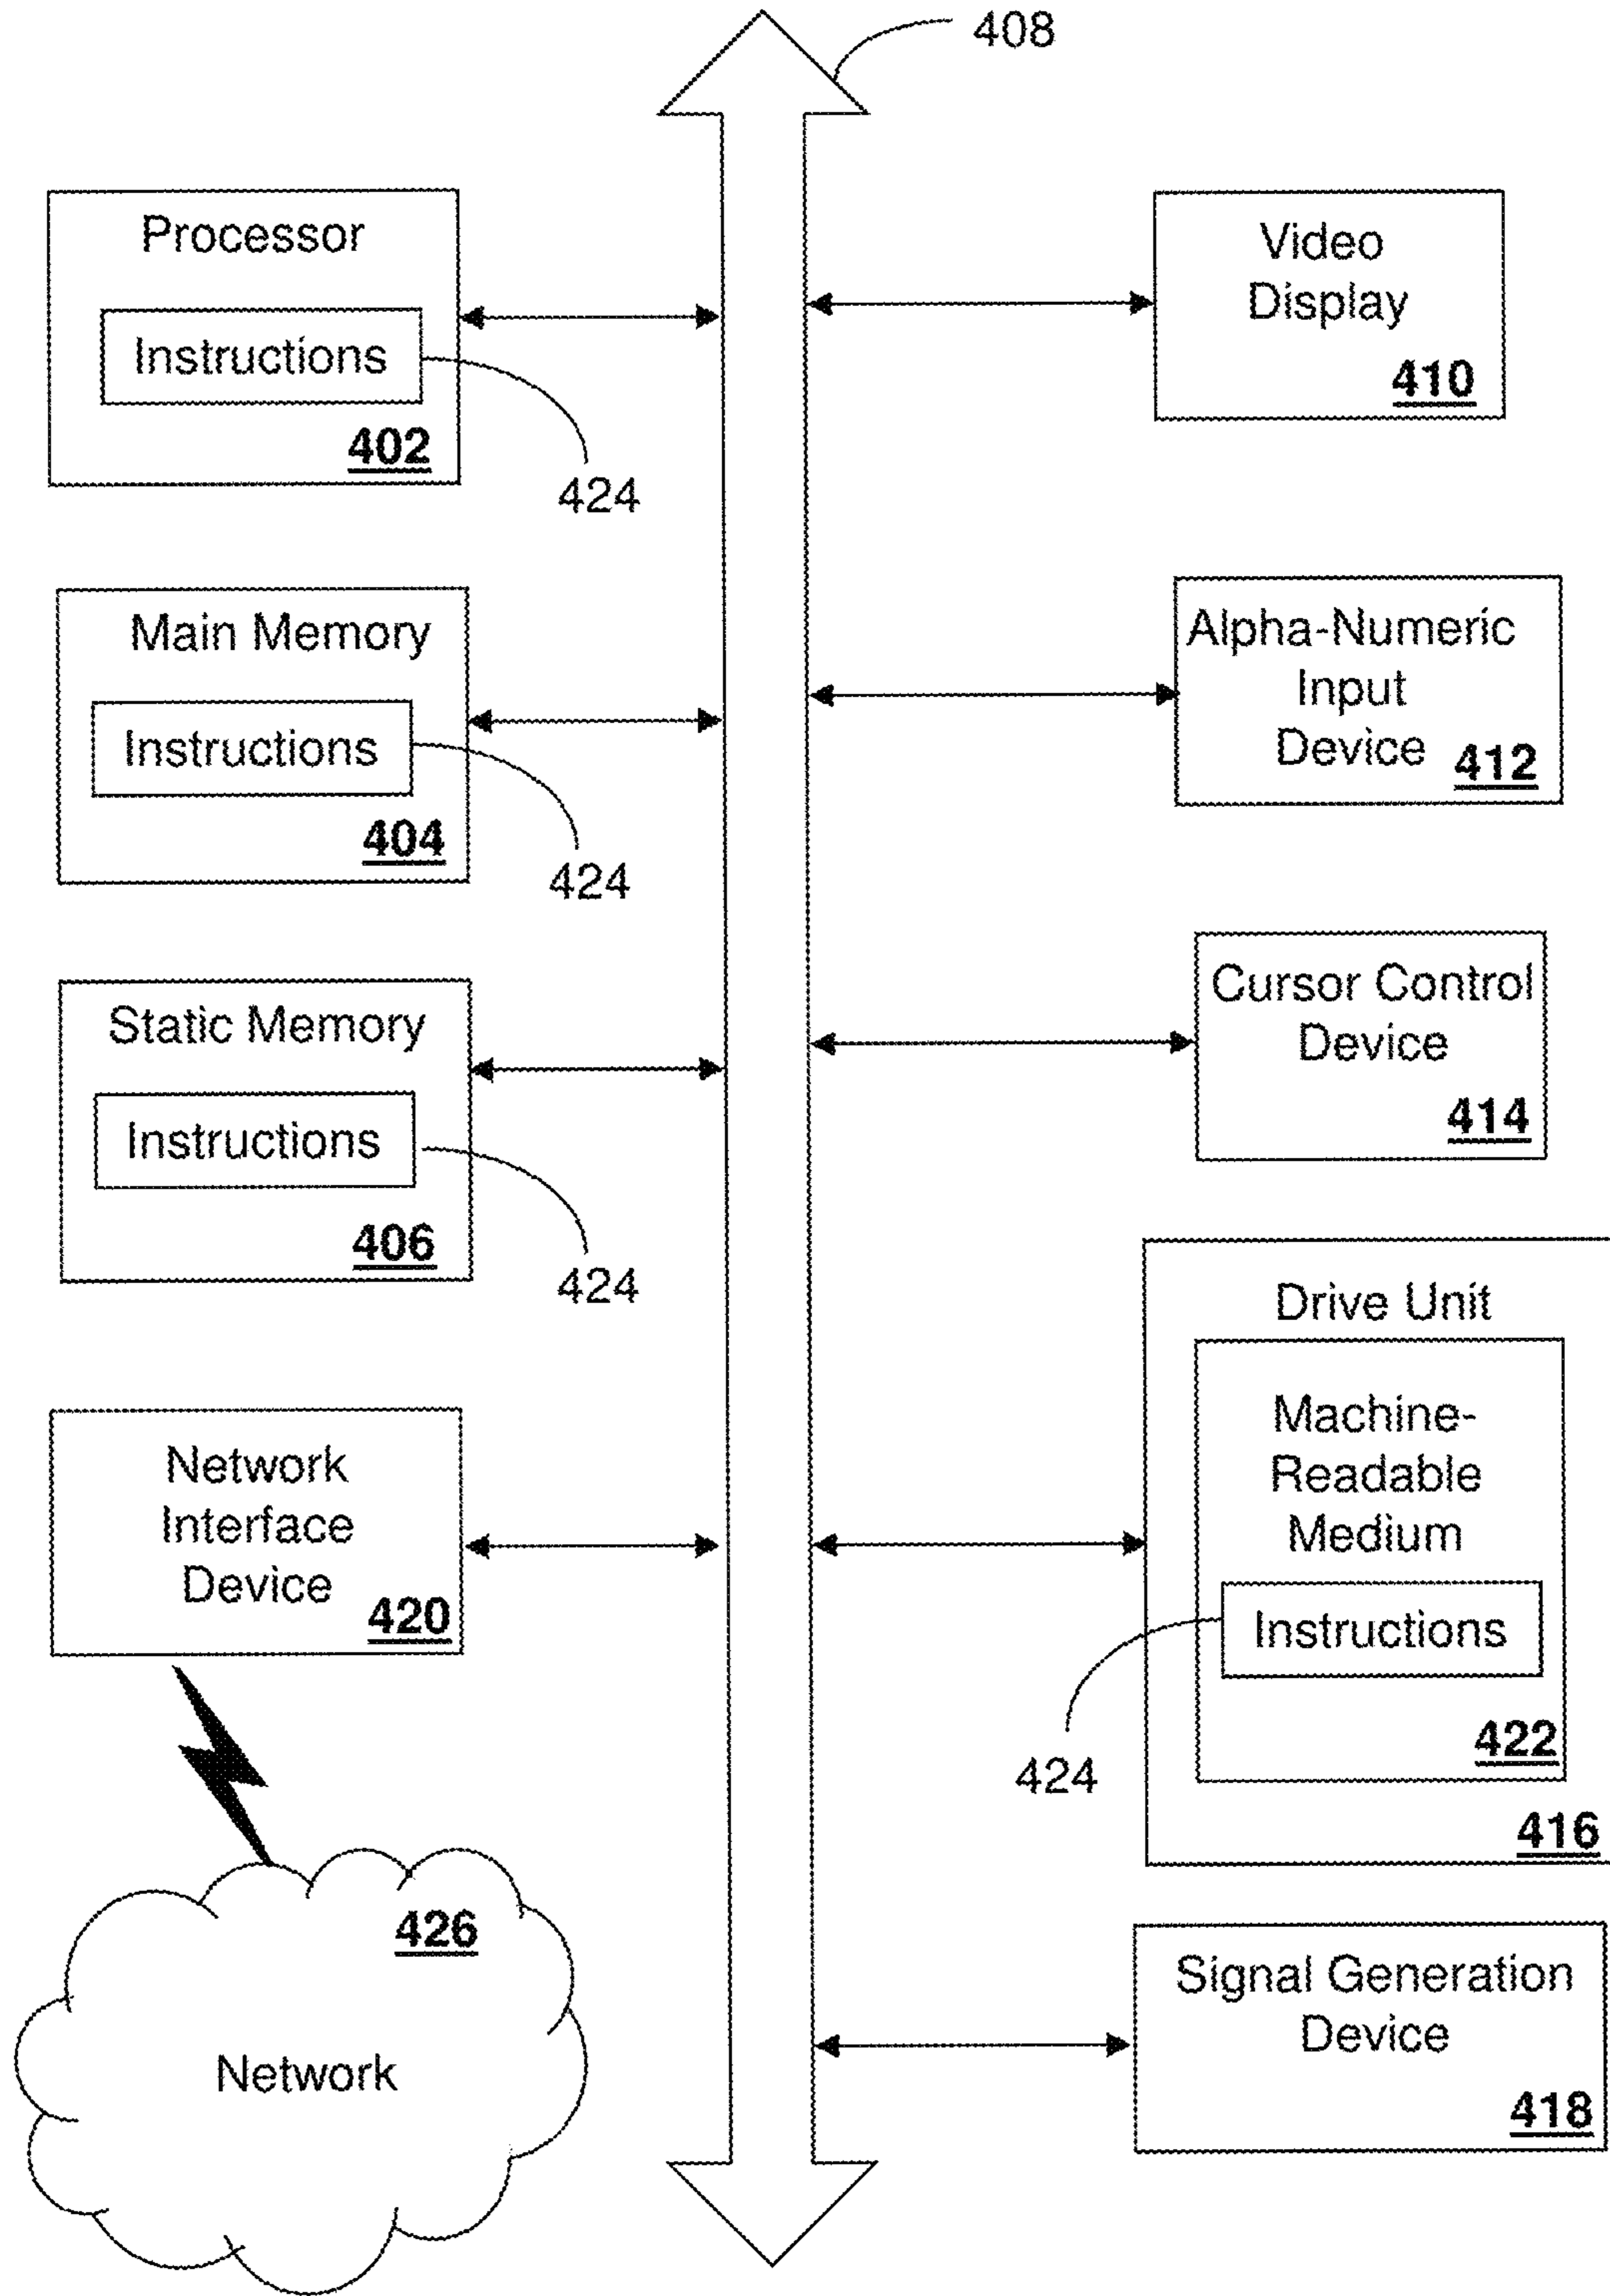 408
Processor
Instructions
402
424
Main Memory
Instructions
404
424
Static Memory
Instructions
406
424
Network
Interface
Device
420
426
Network
Video
Display
410
Alpha-Numeric
Input
Device
412
Cursor Control
Device
414
Drive Unit
Machine-
Readable
Medium
Instructions
422
424
416
Signal Generation
Device
418